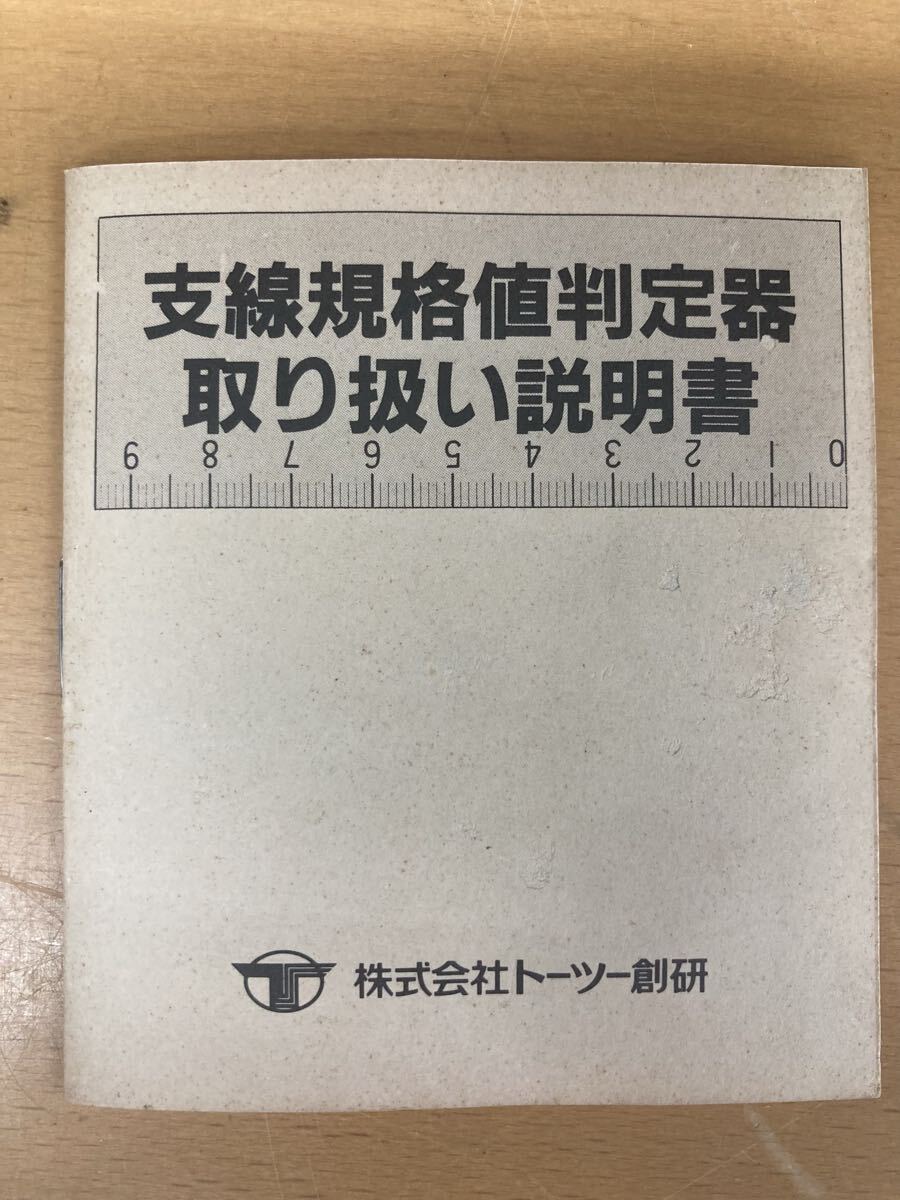 支線規格値判定器
取り扱い説明書
9 8 7 6 5 4 3 2 1 0
株式会社トーツー創研